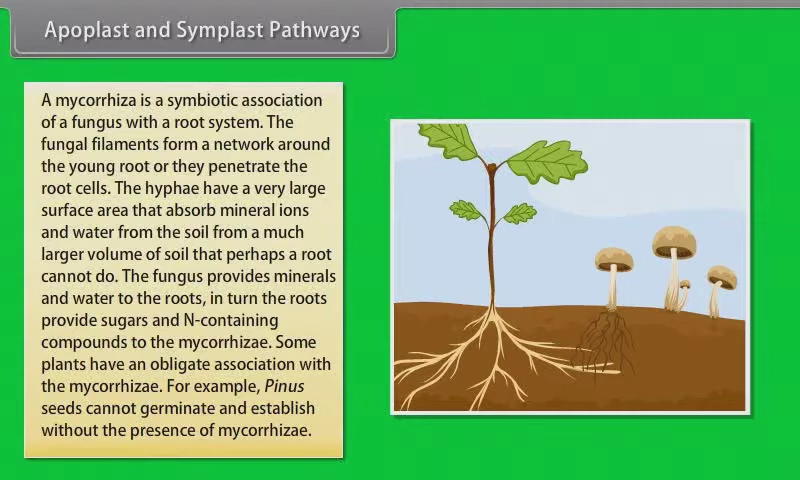 Apoplast and Symplast Pathways
A mycorrhiza is a symbiotic association
of a fungus with a root system. The
fungal filaments form a network around
the young root or they penetrate the
root cells. The hyphae have a very large
surface area that absorb mineral ions
and water from the soil from a much
larger volume of soil that perhaps a root
cannot do. The fungus provides minerals
and water to the roots, in turn the roots
provide sugars and N-containing
compounds to the mycorrhizae. Some
plants have an obligate association with
the mycorrhizae. For example, Pinus
seeds cannot germinate and establish
without the presence of mycorrhizae.